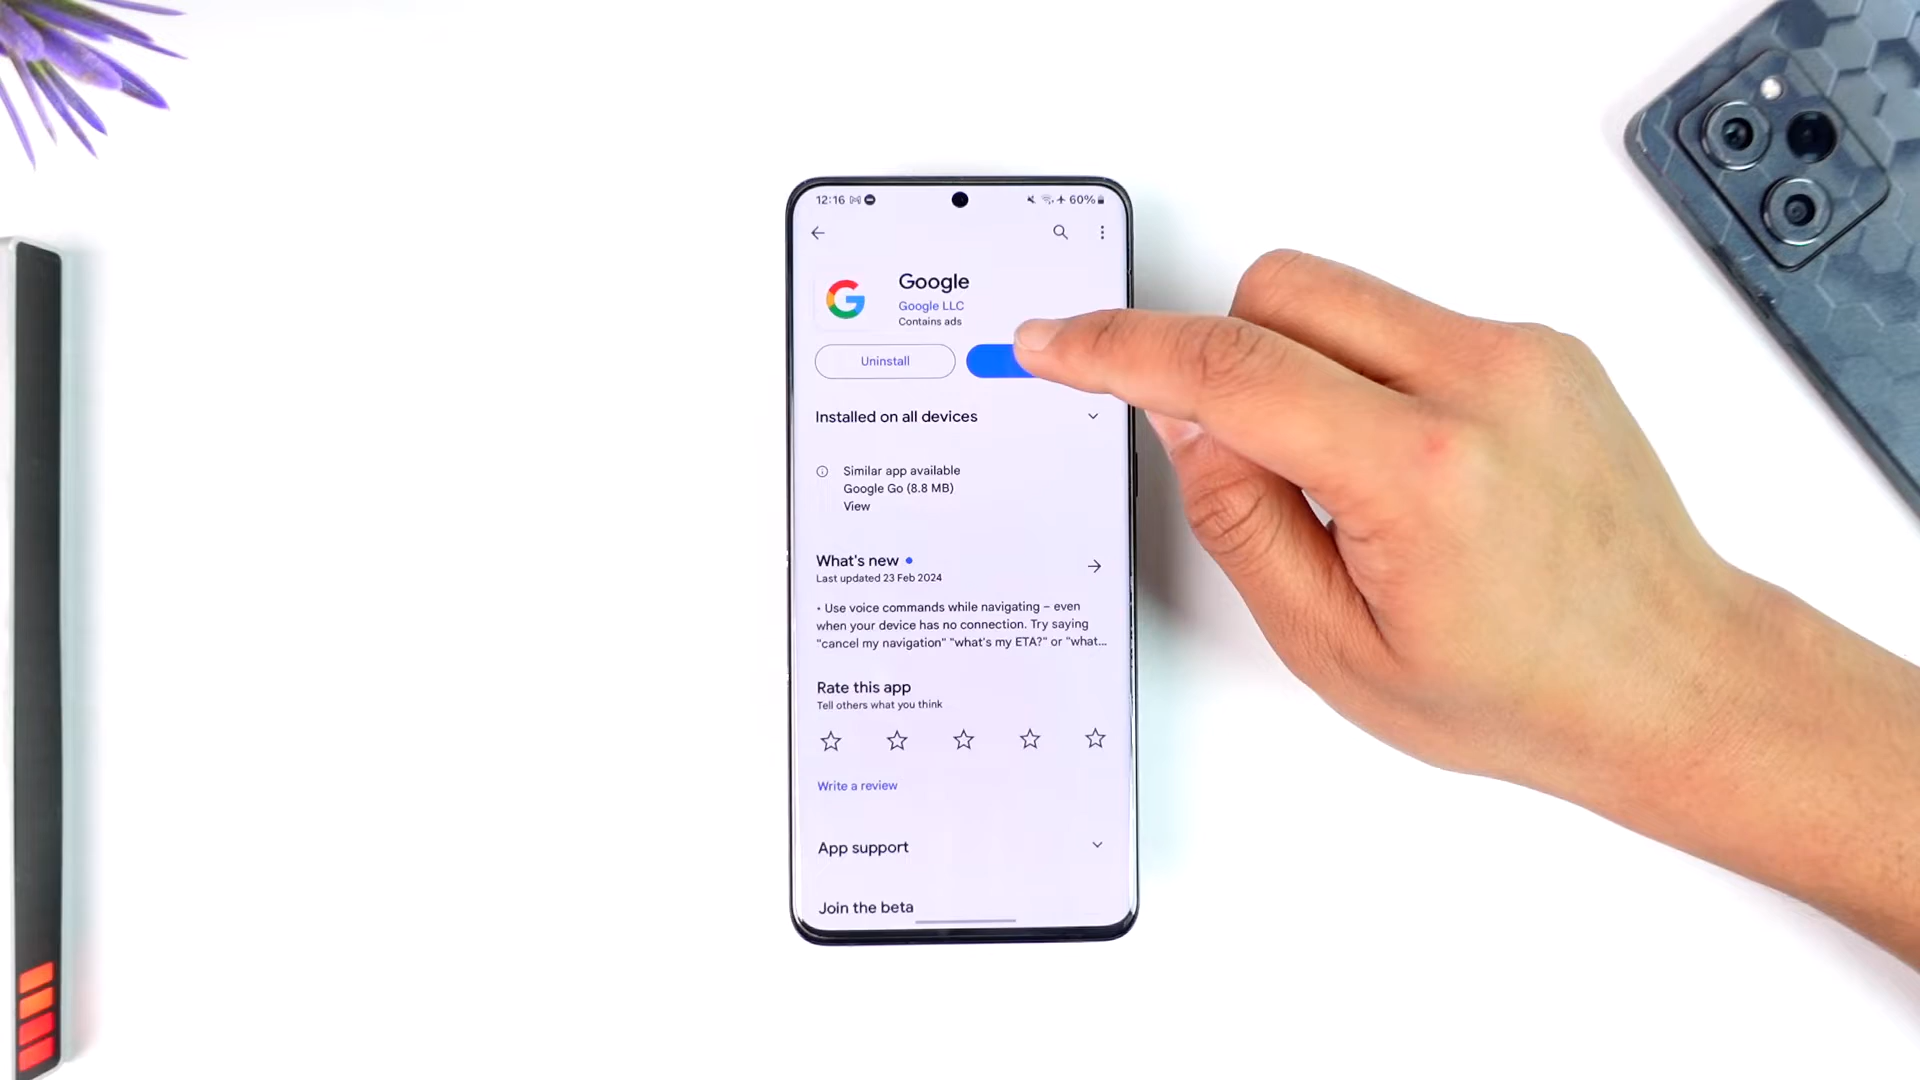 12:16 60%
Google
Google LLC
Contains ads
Uninstall
Installed on all devices
Similar app available
Google Go (8.8 MB)
View
What's new
Last updated 23 Feb 2024
• Use voice commands while navigating – even
when your device has no connection. Try saying
"cancel my navigation" "what's my ETA?" or "what...
Rate this app
Tell others what you think
Write a review
App support
Join the beta